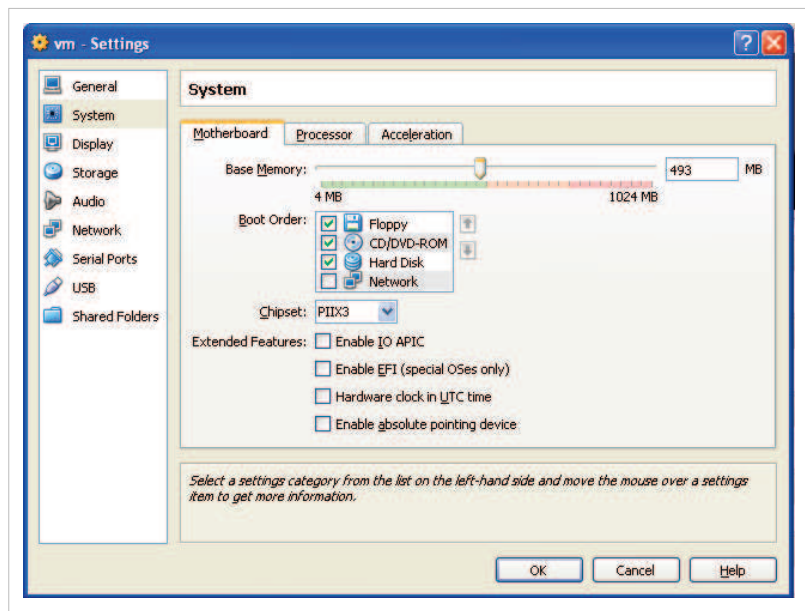 vm - Settings
General
System
Display
Storage
Audio
Network
Serial Ports
USB
Shared Folders
System
Motherboard Processor Acceleration
Base Memory: 493 MB
4 MB 1024 MB
Boot Order: Floppy
CD/DVD-ROM
Hard Disk
Network
Chipset: PIIX3
Extended Features: Enable IO APIC
Enable EFI (special OSes only)
Hardware clock in UTC time
Enable absolute pointing device
Select a settings category from the list on the left-hand side and move the mouse over a settings
item to get more information.
OK Cancel Help